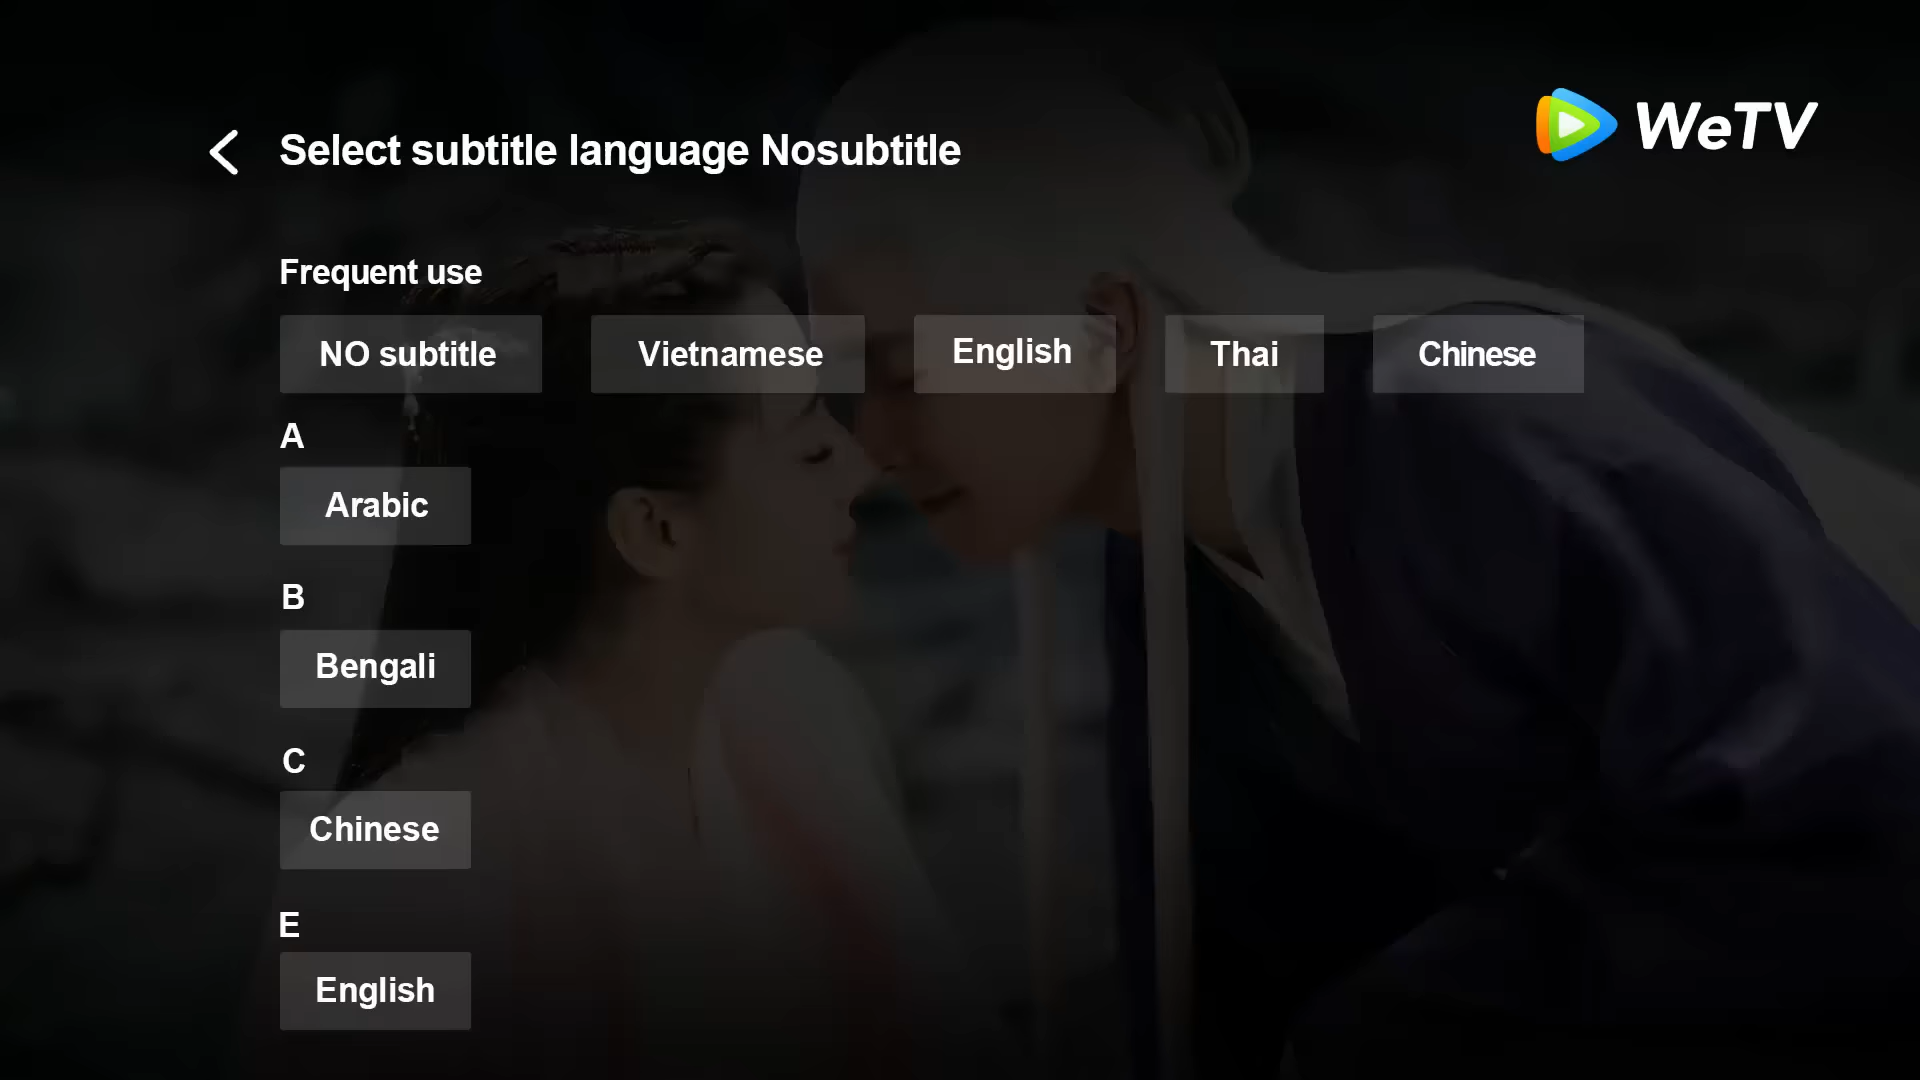 WeTV
Select subtitle language Nosubtitle
Frequent use
NO subtitle Vietnamese English Thai Chinese
A
Arabic
B
Bengali
C
Chinese
E
English